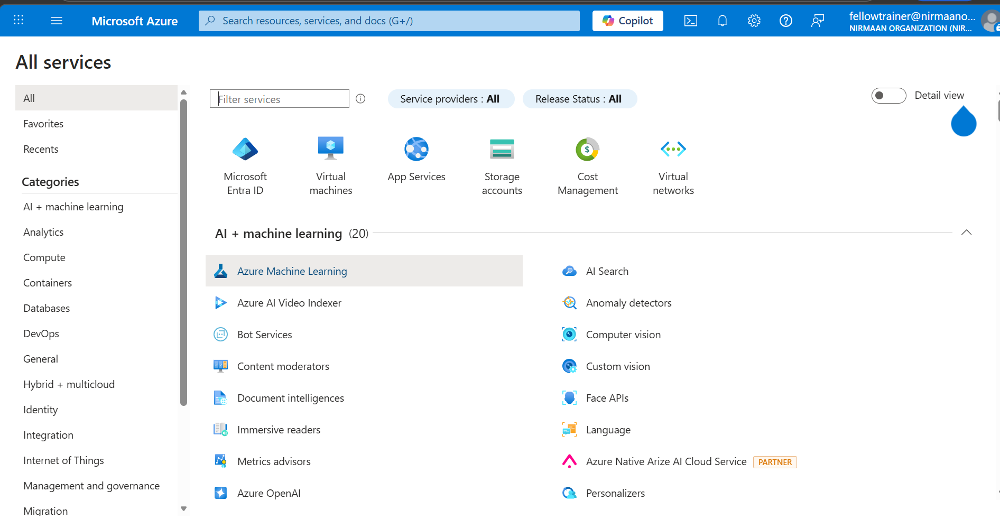 Microsoft Azure
Search resources, services, and docs (G+/)
Copilot
fellowtrainer@nirmaano...
NIRMAAN ORGANIZATION (NIR...
All services
All
Favorites
Recents
Categories
AI + machine learning
Analytics
Compute
Containers
Databases
DevOps
General
Hybrid + multicloud
Identity
Integration
Internet of Things
Management and governance
Migration
Filter services
Service providers : All
Release Status : All
Detail view
Microsoft
Entra ID
Virtual
machines
App Services
Storage
accounts
Cost
Management
Virtual
networks
AI + machine learning (20)
Azure Machine Learning
AI Search
Azure AI Video Indexer
Anomaly detectors
Bot Services
Computer vision
Content moderators
Custom vision
Document intelligences
Face APIs
Immersive readers
Language
Metrics advisors
Azure Native Arize AI Cloud Service PARTNER
Azure OpenAI
Personalizers